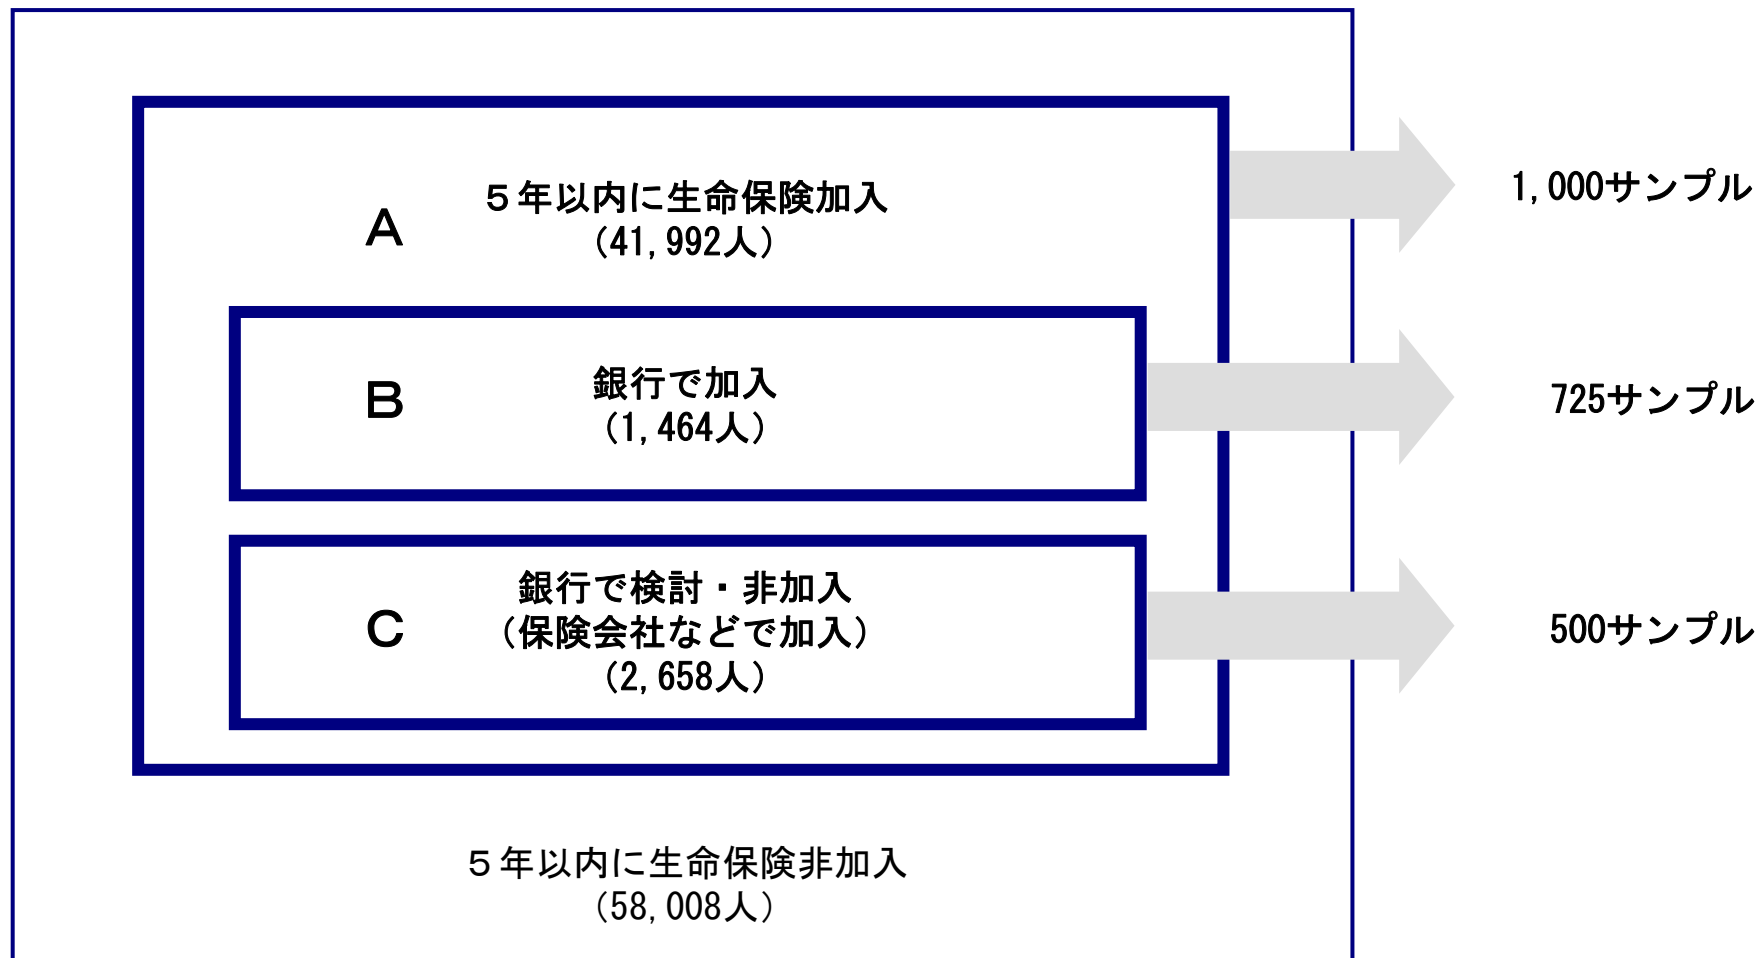 A
５年以内に生命保険加入
（41,992人）
1,000サンプル
B
銀行で加入
（1,464人）
725サンプル
C
銀行で検討・非加入
（保険会社などで加入）
（2,658人）
500サンプル
５年以内に生命保険非加入
（58,008人）